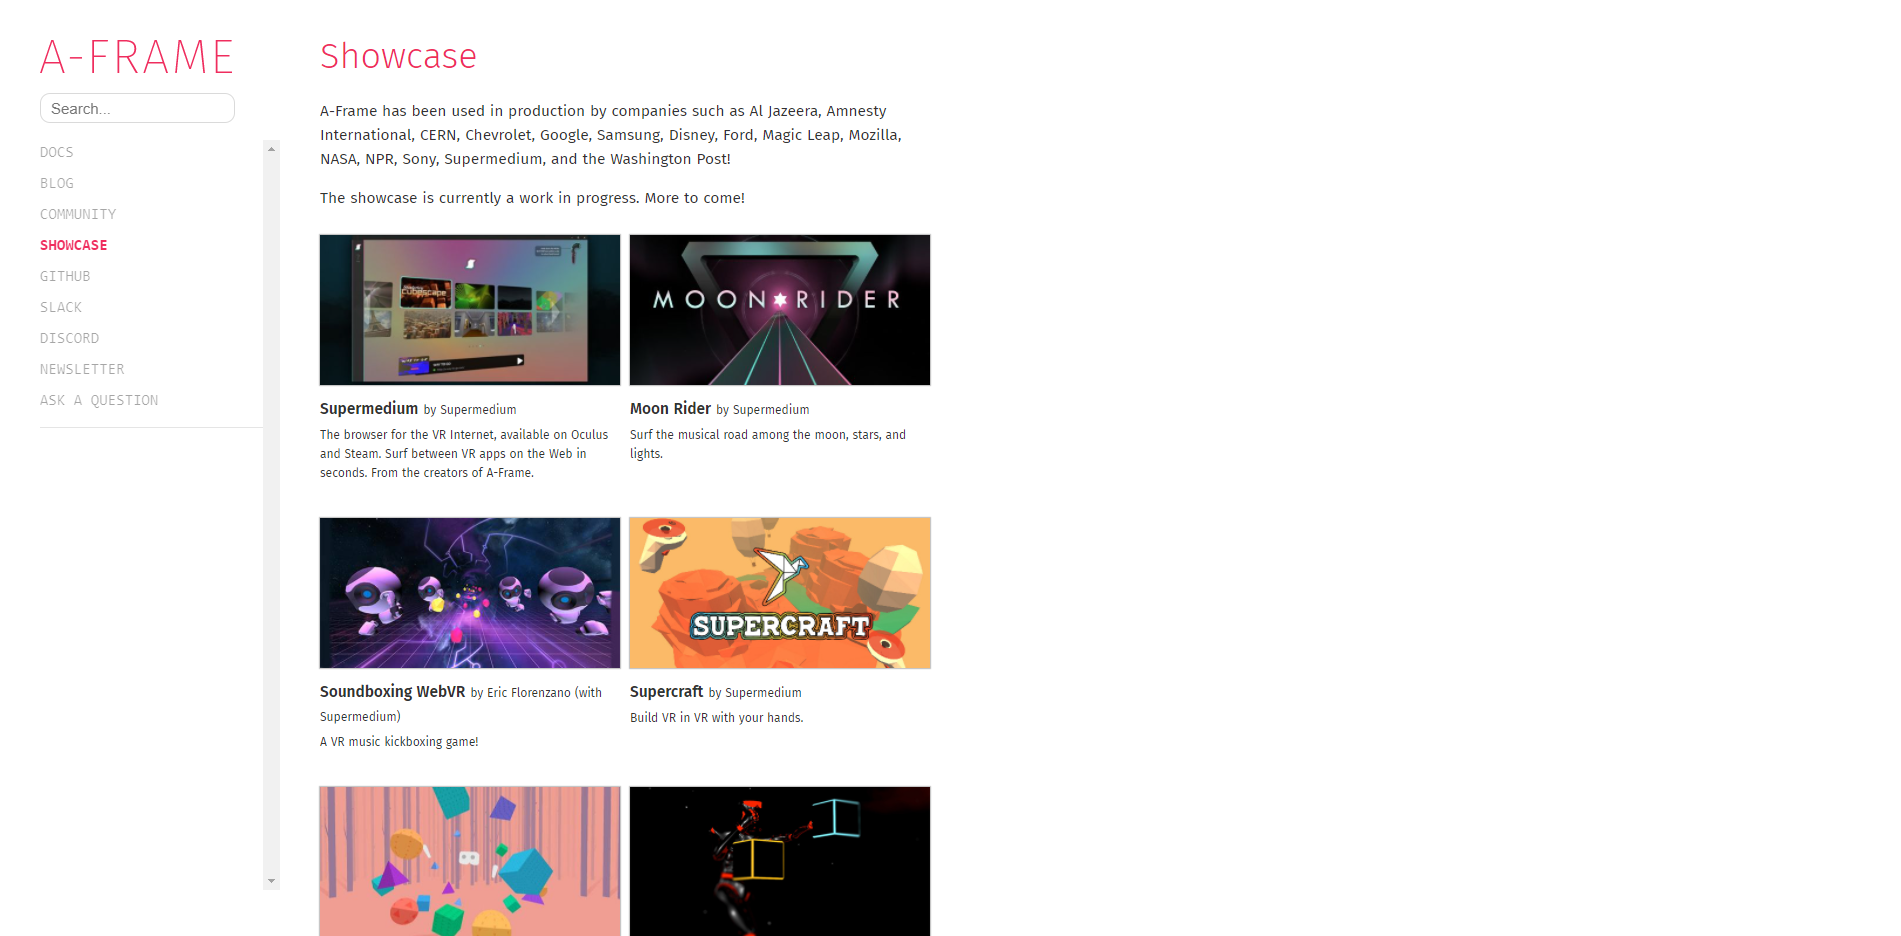 A-FRAME
Search...
DOCS
BLOG
COMMUNITY
SHOWCASE
GITHUB
SLACK
DISCORD
NEWSLETTER
ASK A QUESTION
Showcase
A-Frame has been used in production by companies such as Al Jazeera, Amnesty
International, CERN, Chevrolet, Google, Samsung, Disney, Ford, Magic Leap, Mozilla,
NASA, NPR, Sony, Supermedium, and the Washington Post!
The showcase is currently a work in progress. More to come!
MOON RIDER
Supermedium by Supermedium
The browser for the VR Internet, available on Oculus
and Steam. Surf between VR apps on the Web in
seconds. From the creators of A-Frame.
Moon Rider by Supermedium
Surf the musical road among the moon, stars, and
lights.
SUPERCRAFT
Soundboxing WebVR by Eric Florenzano (with
Supermedium)
A VR music kickboxing game!
Supercraft by Supermedium
Build VR in VR with your hands.